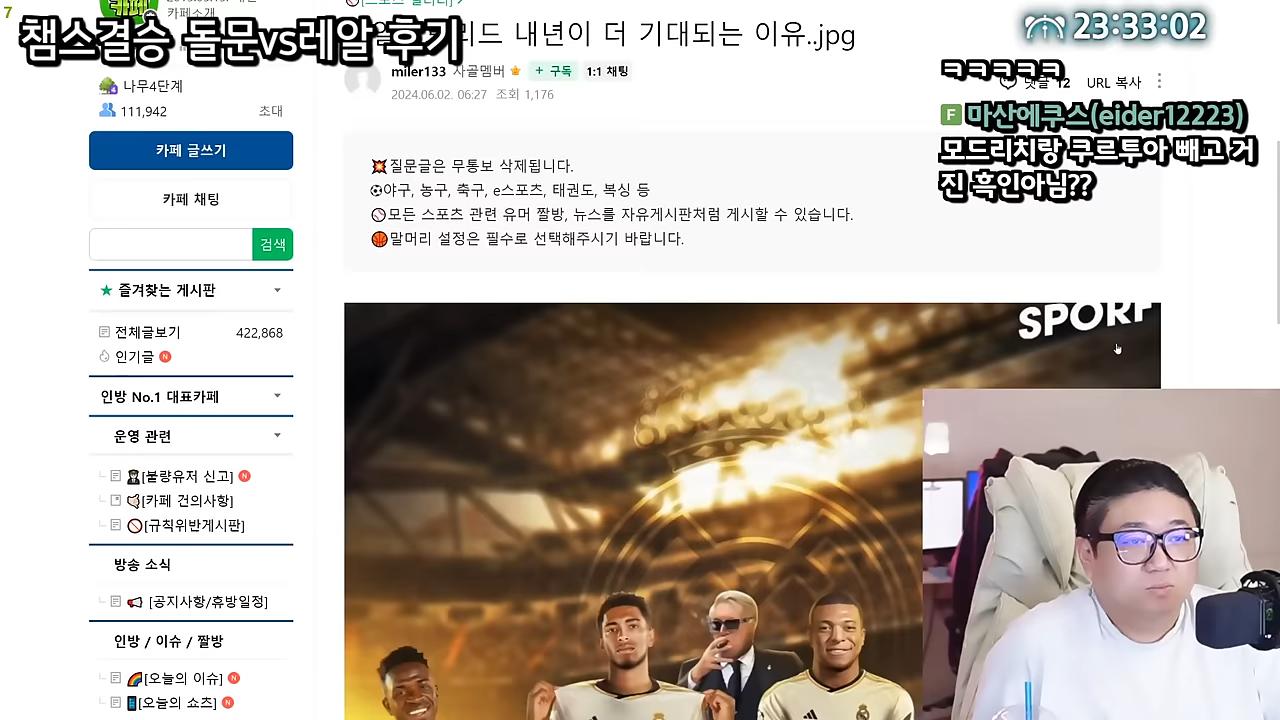 7
카페소개
챔스결승 돌문vs레알 후기
리드 내년이 더 기대되는 이유..jpg
23:33:02
miler133 사골멤버 + 구독 1:1 채팅
2024.06.02. 06:27 조회 1,176
댓글 12 URL 복사
ㅋㅋㅋㅋㅋ
F 마산에쿠스(eider12223)
모드리치랑 쿠르투아 빼고 거
진 흑인아님??
나무4단계
111,942 초대
카페 글쓰기
카페 채팅
검색
💥질문글은 무통보 삭제됩니다.
⚽야구, 농구, 축구, e스포츠, 태권도, 복싱 등
⚾모든 스포츠 관련 유머 짤방, 뉴스를 자유게시판처럼 게시할 수 있습니다.
🏀말머리 설정은 필수로 선택해주시기 바랍니다.
★ 즐겨찾는 게시판
전체글보기 422,868
인기글 N
인방 No.1 대표카페
운영 관련
[불량유저 신고] N
[카페 건의사항]
[규칙위반게시판]
방송 소식
[공지사항/휴방일정]
인방 / 이슈 / 짤방
[오늘의 이슈] N
[오늘의 쇼츠] N
SPORF